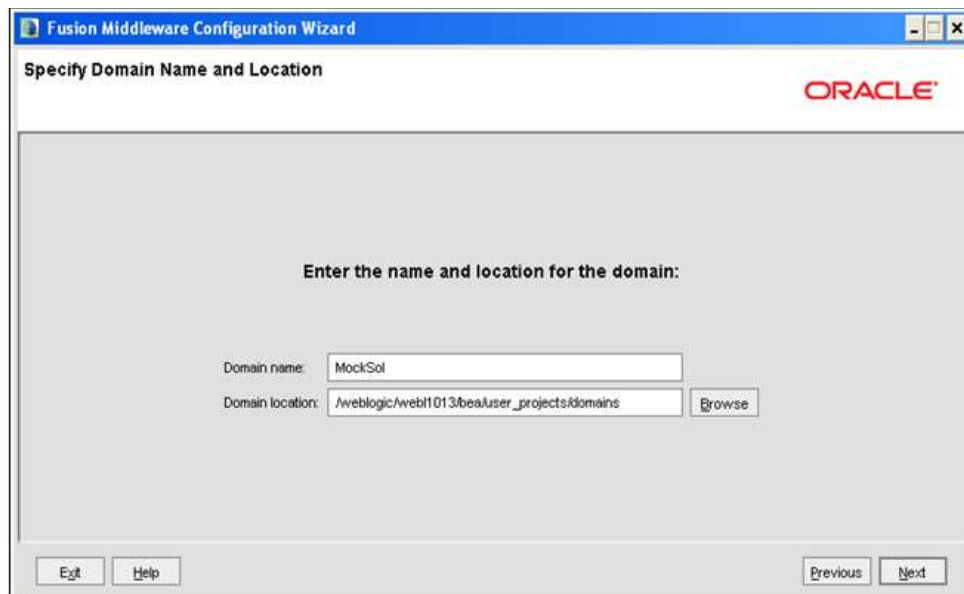 Fusion Middleware Configuration Wizard
Specify Domain Name and Location
ORACLE
Enter the name and location for the domain:
Domain name: MockSol
Domain location: /weblogic/webl1013/bea/user_projects/domains Browse
Exit Help Previous Next